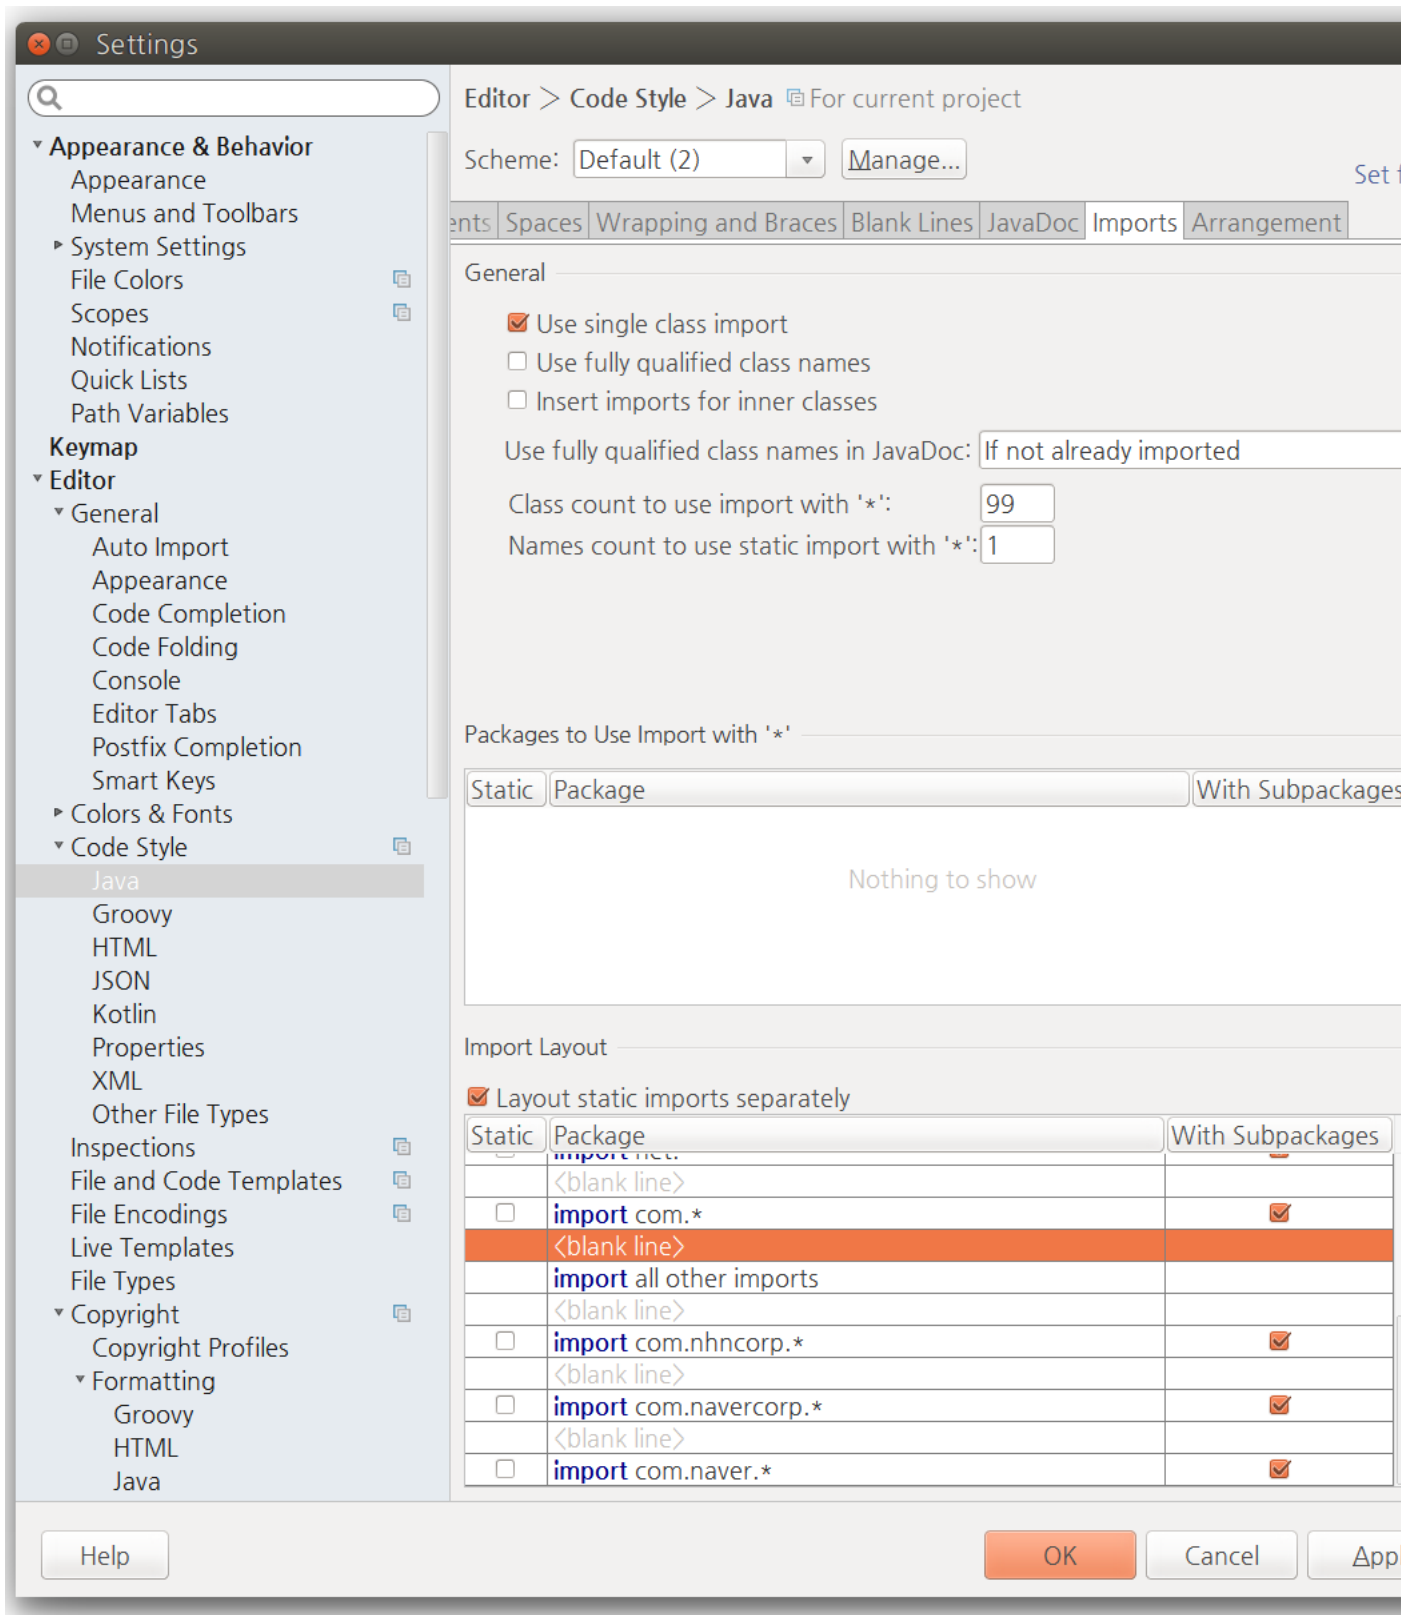 Settings
Appearance & Behavior
Appearance
Menus and Toolbars
System Settings
File Colors
Scopes
Notifications
Quick Lists
Path Variables
Keymap
Editor
General
Auto Import
Appearance
Code Completion
Code Folding
Console
Editor Tabs
Postfix Completion
Smart Keys
Colors & Fonts
Code Style
Java
Groovy
HTML
JSON
Kotlin
Properties
XML
Other File Types
Inspections
File and Code Templates
File Encodings
Live Templates
File Types
Copyright
Copyright Profiles
Formatting
Groovy
HTML
Java
Editor > Code Style > Java For current project
Scheme: Default (2) Manage...
Set
Spaces Wrapping and Braces Blank Lines JavaDoc Imports Arrangement
General
Use single class import
Use fully qualified class names
Insert imports for inner classes
Use fully qualified class names in JavaDoc: If not already imported
Class count to use import with '*': 99
Names count to use static import with '*': 1
Packages to Use Import with '*'
Static Package With Subpackages
Nothing to show
Import Layout
Layout static imports separately
Static Package With Subpackages
import net.
<blank line>
import com.*
<blank line>
import all other imports
<blank line>
import com.nhncorp.*
<blank line>
import com.navercorp.*
<blank line>
import com.naver.*
Help OK Cancel